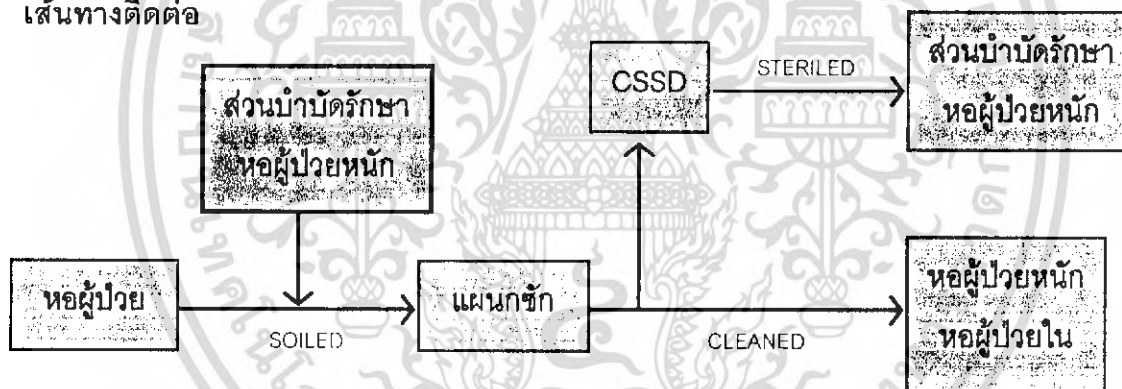 เส้นทางติดต่อ
ส่วนบำบัดรักษา
หอผู้ป่วยหนัก
CSSD
STERILED
ส่วนบำบัดรักษา
หอผู้ป่วยหนัก
หอผู้ป่วย
SOILED
แผนกซัก
CLEANED
หอผู้ป่วยหนัก
หอผู้ป่วยใน